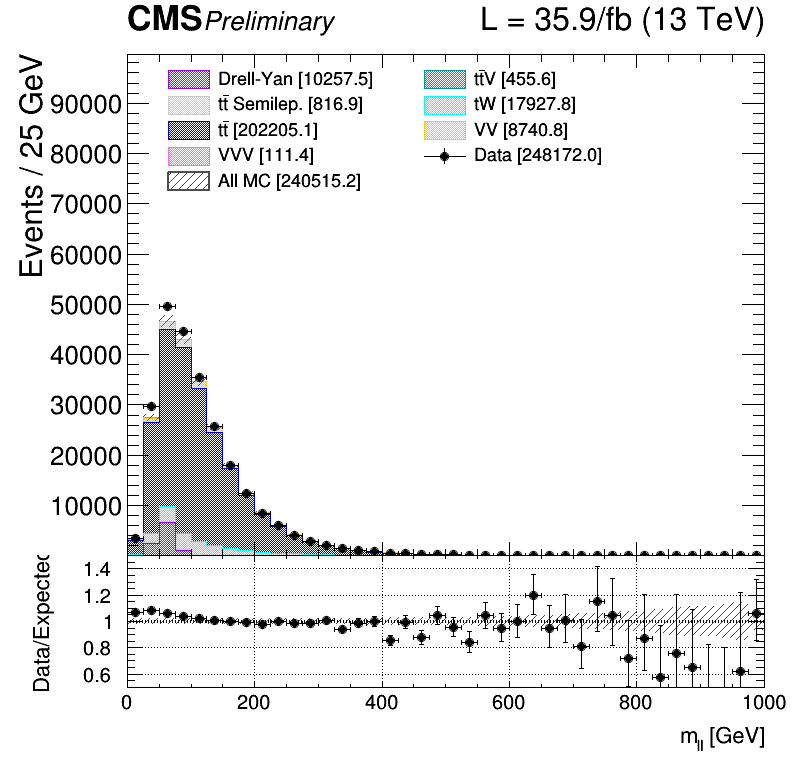 CMS Preliminary L = 35.9/fb (13 TeV)
Events / 25 GeV
Drell-Yan [10257.5]
tt̄ Semilep. [816.9]
tt̄ [202205.1]
VVV [111.4]
All MC [240515.2]
tt̄V [455.6]
tW [17927.8]
VV [8740.8]
Data [248172.0]
90000
80000
70000
60000
50000
40000
30000
20000
10000
Data/Expected
1.4
1.2
1
0.8
0.6
0 200 400 600 800 1000
m_ll [GeV]